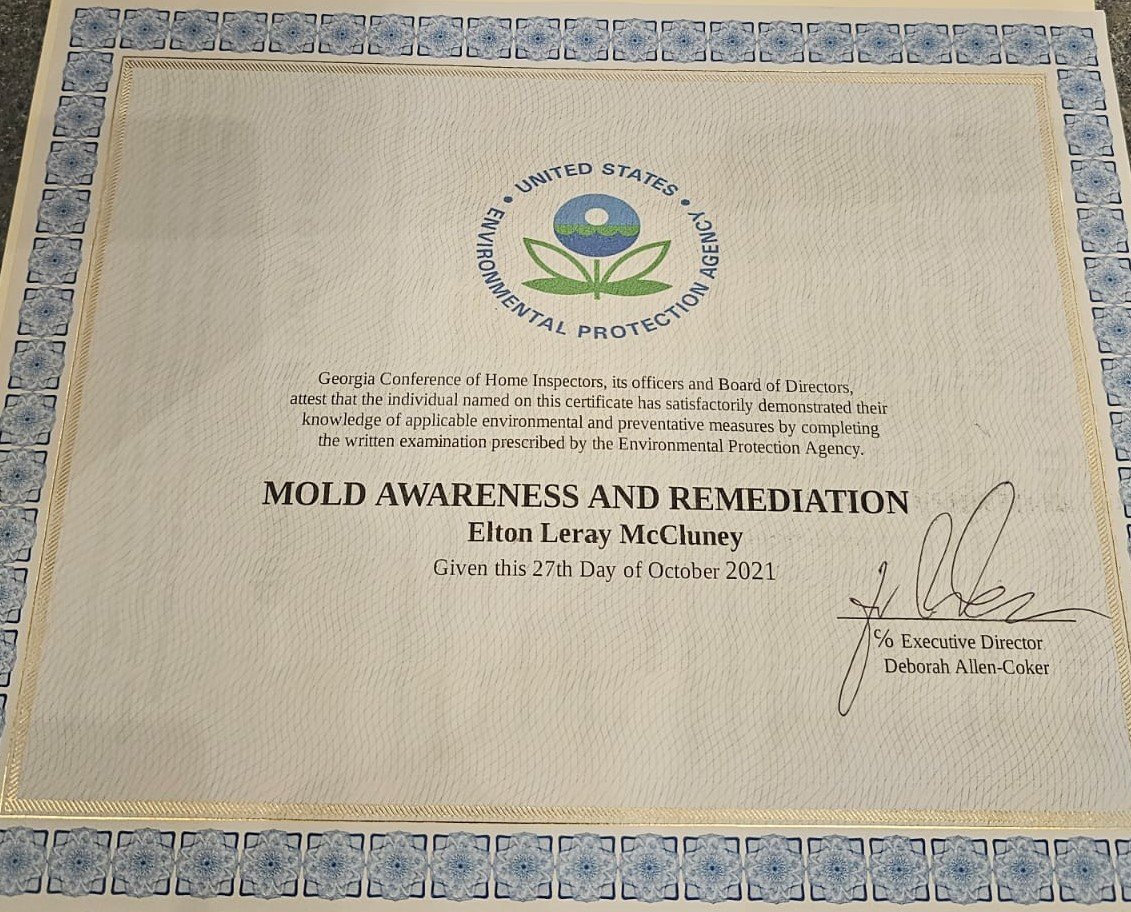 UNITED STATES
ENVIRONMENTAL PROTECTION AGENCY
Georgia Conference of Home Inspectors, its officers and Board of Directors,
attest that the individual named on this certificate has satisfactorily demonstrated their
knowledge of applicable environmental and preventative measures by completing
the written examination prescribed by the Environmental Protection Agency.
MOLD AWARENESS AND REMEDIATION
Elton Leray McCluney
Given this 27th Day of October 2021
c/o Executive Director
Deborah Allen-Coker